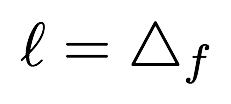 ℓ = △_f